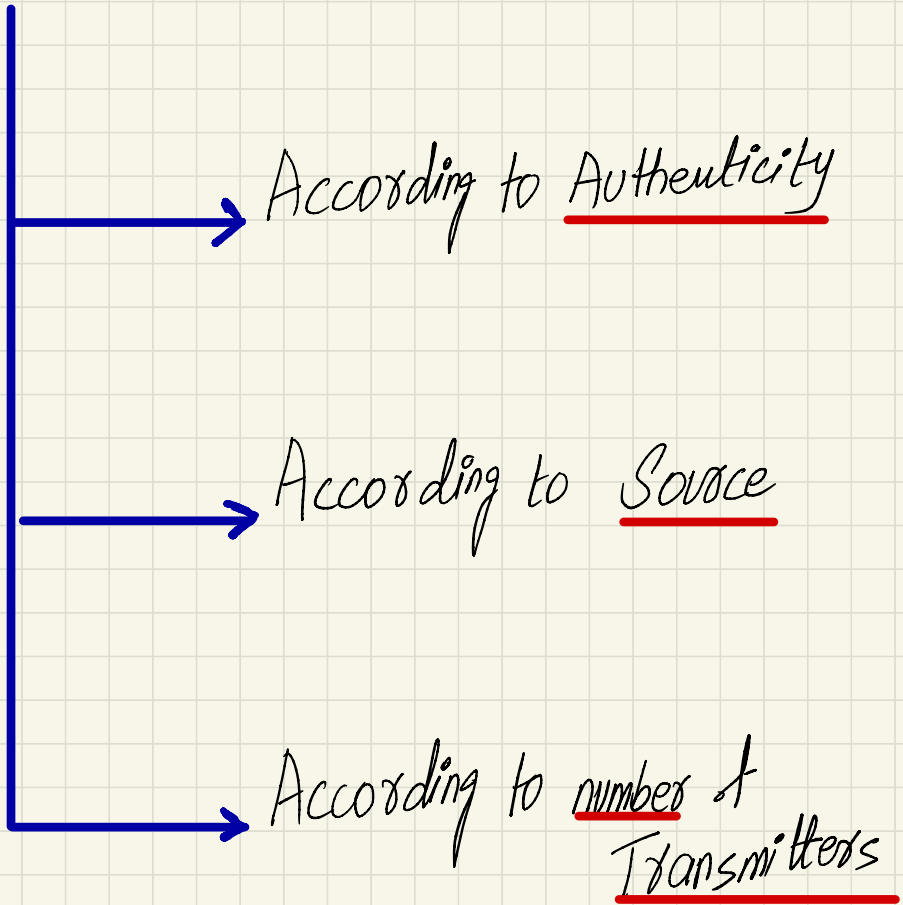 According to Authenticity
According to Source
According to number of
Transmitters